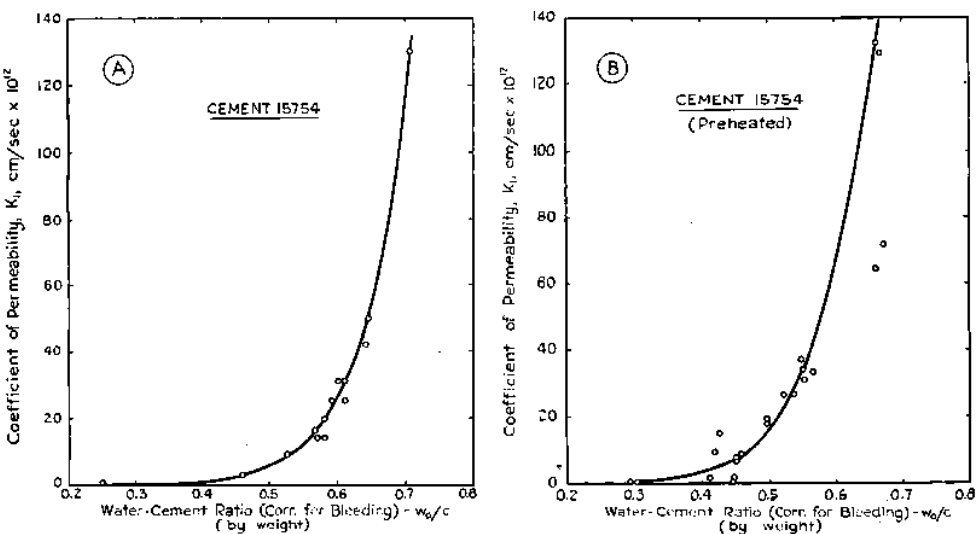 140
120
100
80
60
40
20
0
0.2 0.3 0.4 0.5 0.6 0.7 0.8
Coefficient of Permeability, K₁, cm/sec × 10¹²
A
CEMENT 15754
Water-Cement Ratio (Corr. for Bleeding) - w₀/c
(by weight)
140
120
100
80
60
40
20
0
0.2 0.3 0.4 0.5 0.6 0.7 0.8
Coefficient of Permeability, K₁, cm/sec × 10¹²
B
CEMENT 15754
(Preheated)
Water-Cement Ratio (Corr. for Bleeding) - w₀/c
(by weight)